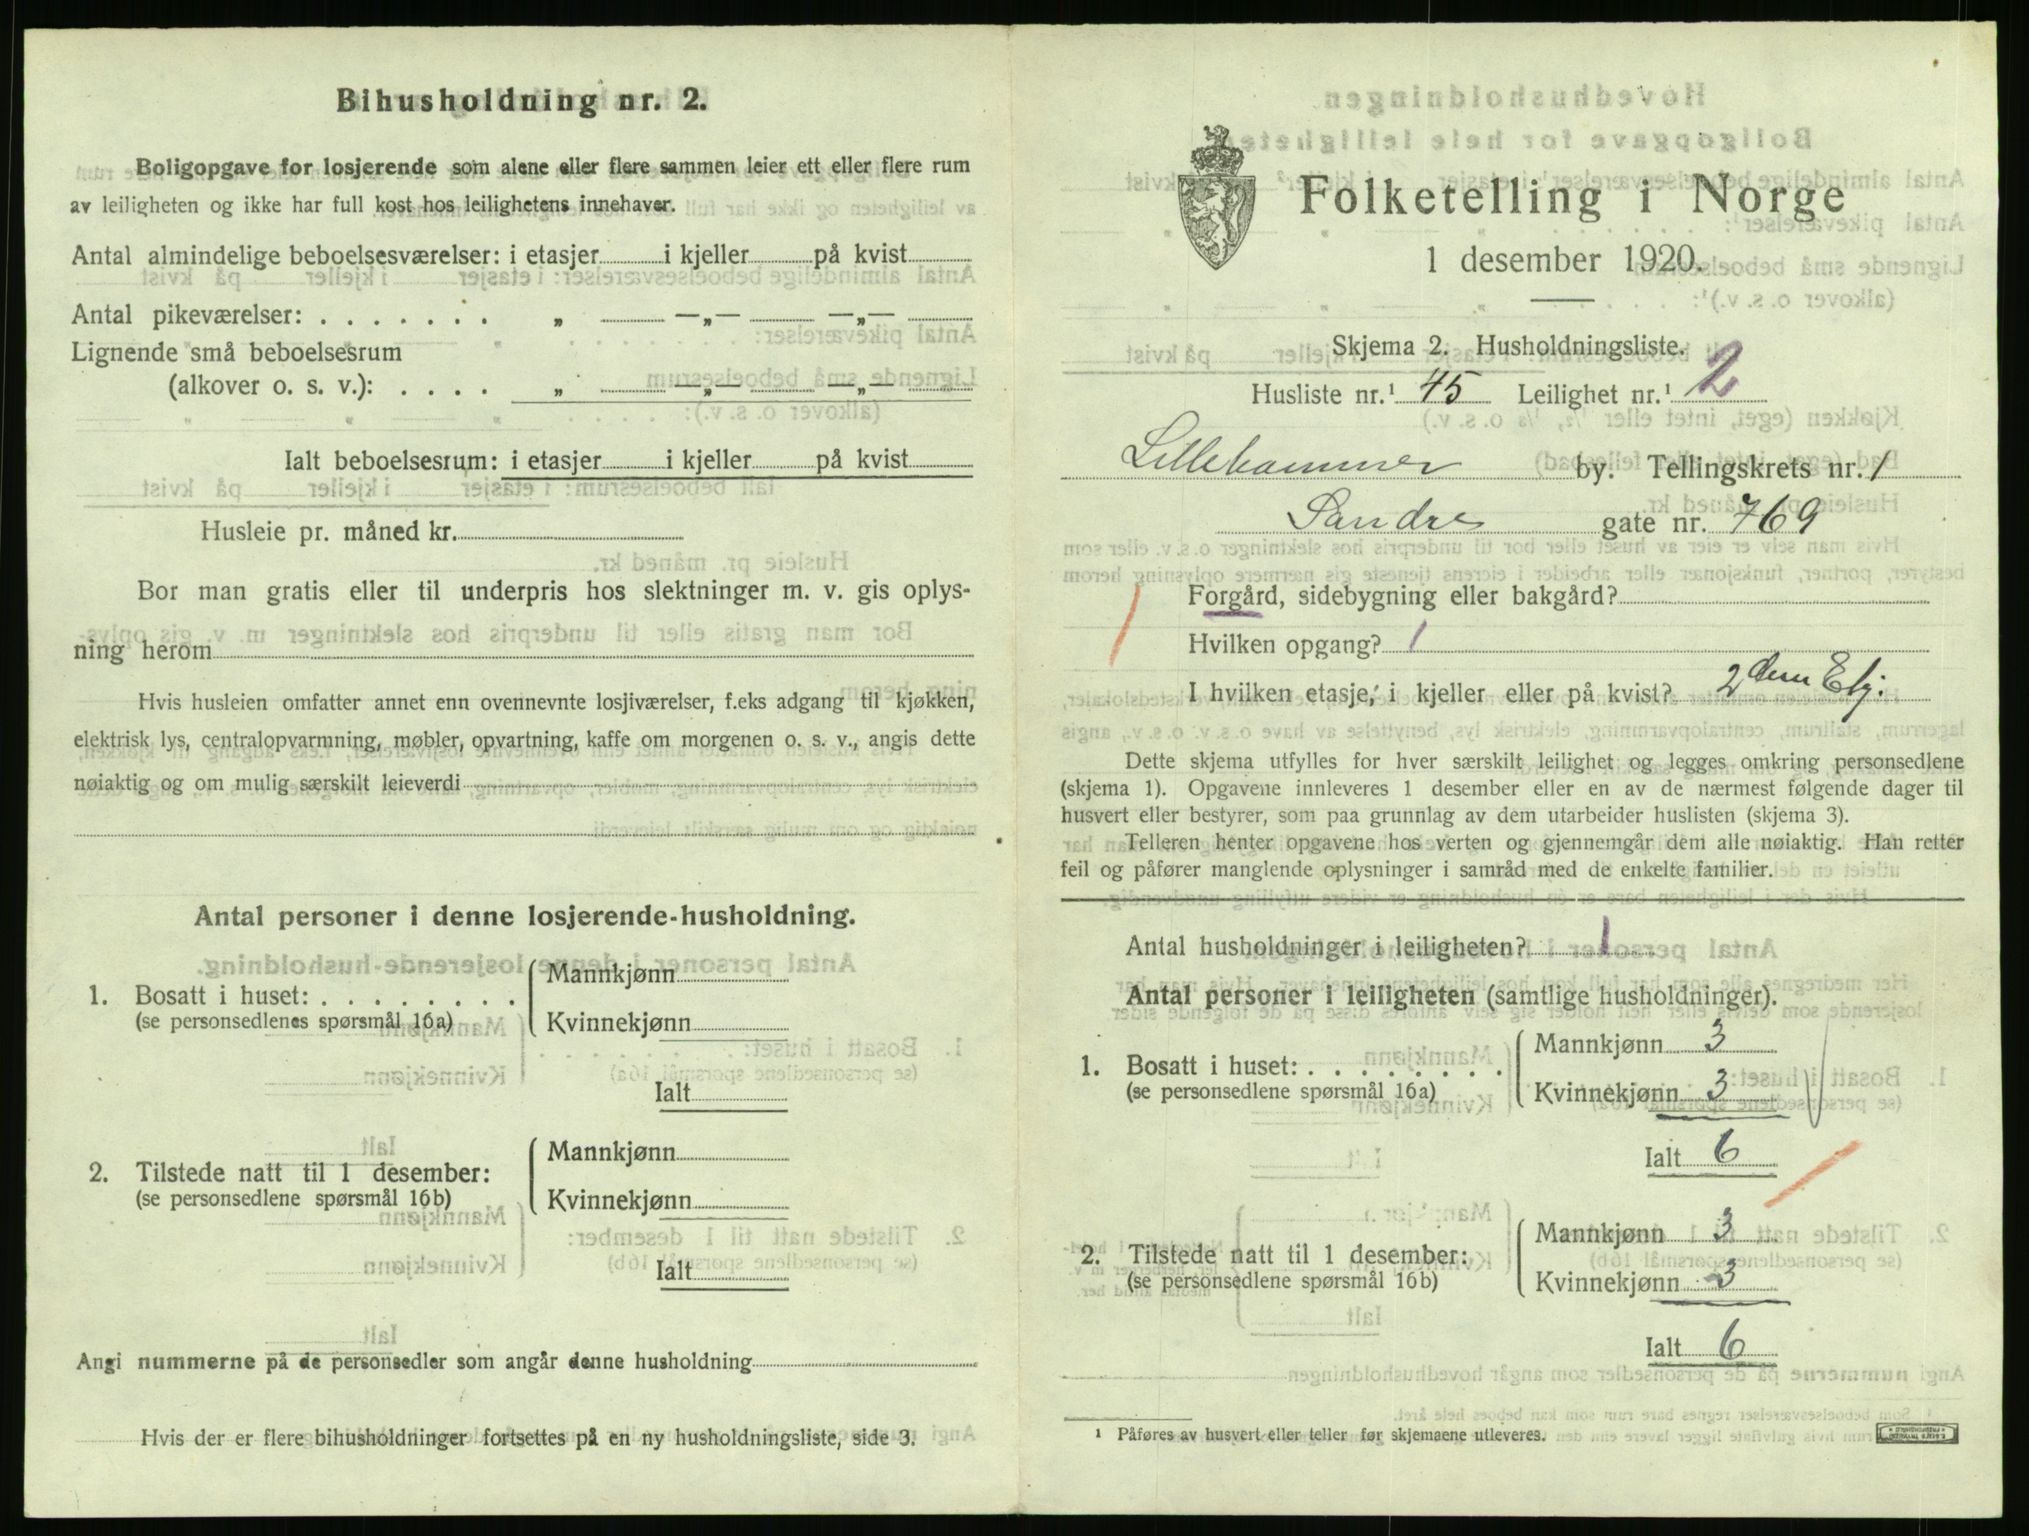 Bihusholdning nr. 2.
Boligopgave for losjerende som alene eller flere sammen leier ett eller flere rum
av leiligheten og ikke har full kost hos leilighetens innehaver.
Antal almindelige beboelsesværelser: i etasjer i kjeller på kvist
Antal pikeværelser: . . . . . . . „ —„— —„—
Lignende små beboelsesrum
(alkover o. s. v.): . . . . „ —„— —„—
Ialt beboelsesrum: i etasjer i kjeller på kvist
Husleie pr. måned kr.
Bor man gratis eller til underpris hos slektninger m. v. gis oplys-
ning herom
Hvis husleien omfatter annet enn ovennevnte losjiværelser, f.eks adgang til kjøkken,
elektrisk lys, centralopvarmning, møbler, opvartning, kaffe om morgenen o. s. v., angis dette
nøiaktig og om mulig særskilt leieverdi
Antal personer i denne losjerende-husholdning.
1. Bosatt i huset: . . . . . . . .
(se personsedlenes spørsmål 16a)
Mannkjønn
Kvinnekjønn
Ialt
2. Tilstede natt til 1 desember:
(se personsedlene spørsmål 16b)
Mannkjønn
Kvinnekjønn
Ialt
Angi nummerne på de personsedler som angår denne husholdning
Hvis der er flere bihusholdninger fortsettes på en ny husholdningsliste, side 3.
Folketelling i Norge
1 desember 1920.
Skjema 2. Husholdningsliste.
Husliste nr.¹ 45 Leilighet nr.¹ 2
Lillehammer by. Tellingskrets nr. 1
Søndre gate nr. 769
Forgård, sidebygning eller bakgård?
Hvilken opgang? 1
I hvilken etasje, i kjeller eller på kvist? 2den Etj.
Dette skjema utfylles for hver særskilt leilighet og legges omkring personsedlene
(skjema 1). Opgavene innleveres 1 desember eller en av de nærmest følgende dager til
husvert eller bestyrer, som paa grunnlag av dem utarbeider huslisten (skjema 3).
Telleren henter opgavene hos verten og gjennemgår dem alle nøiaktig. Han retter
feil og påfører manglende oplysninger i samråd med de enkelte familier.
Antal husholdninger i leiligheten? 1
Antal personer i leiligheten (samtlige husholdninger).
1. Bosatt i huset: . . . . . . . .
(se personsedlene spørsmål 16a)
Mannkjønn 3
Kvinnekjønn 3
Ialt 6
2. Tilstede natt til 1 desember:
(se personsedlene spørsmål 16b)
Mannkjønn 3
Kvinnekjønn 3
Ialt 6
¹ Påføres av husvert eller teller før skjemaene utleveres.